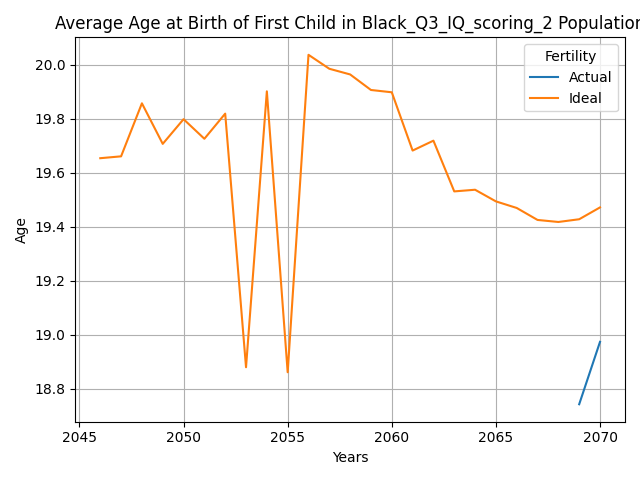 Average Age at Birth of First Child in Black_Q3_IQ_scoring_2 Population
Fertility
Actual
Ideal
20.0
19.8
19.6
19.4
19.2
19.0
18.8
Age
2045
2050
2055
2060
2065
2070
Years